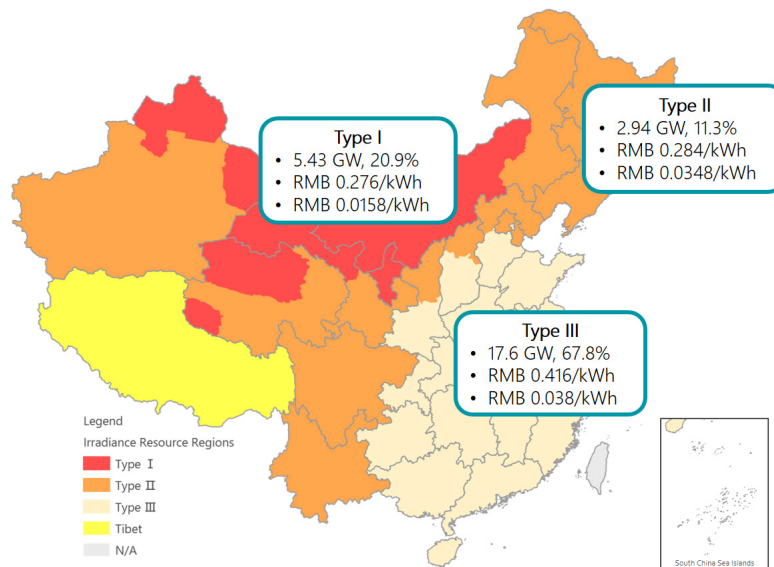 Type I
• 5.43 GW, 20.9%
• RMB 0.276/kWh
• RMB 0.0158/kWh
Type II
• 2.94 GW, 11.3%
• RMB 0.284/kWh
• RMB 0.0348/kWh
Type III
• 17.6 GW, 67.8%
• RMB 0.416/kWh
• RMB 0.038/kWh
Legend
Irradiance Resource Regions
Type Ⅰ
Type Ⅱ
Type Ⅲ
Tibet
N/A
South China Sea Islands